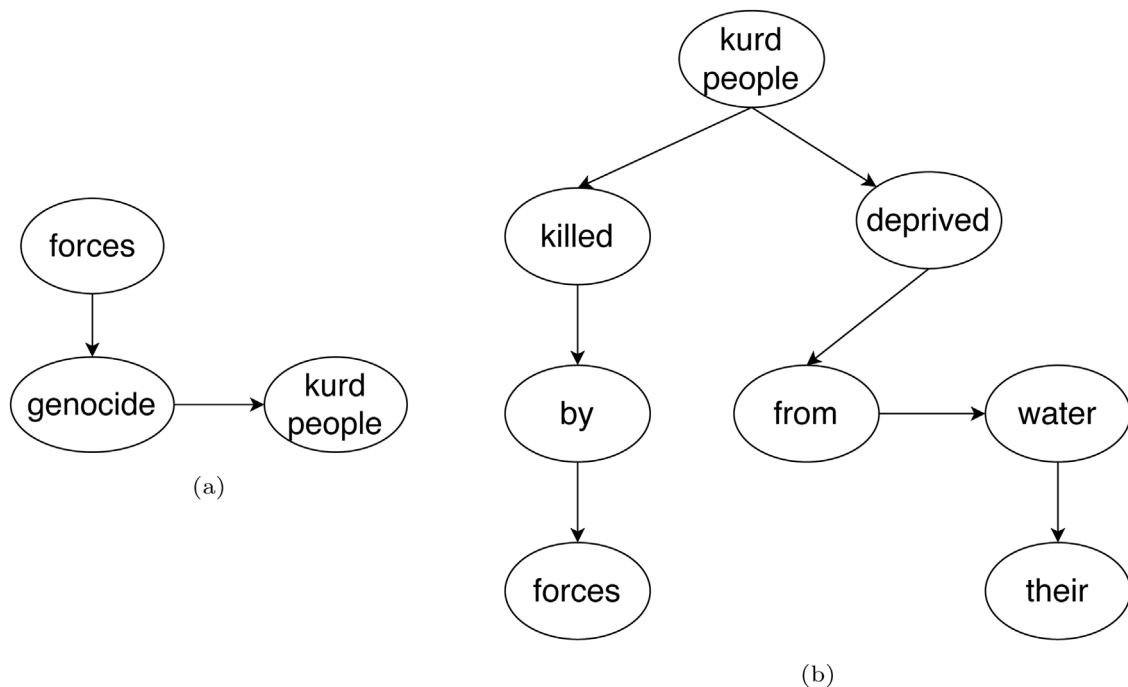 forces
genocide
kurd
people
(a)
kurd
people
killed
deprived
by
from
water
forces
their
(b)